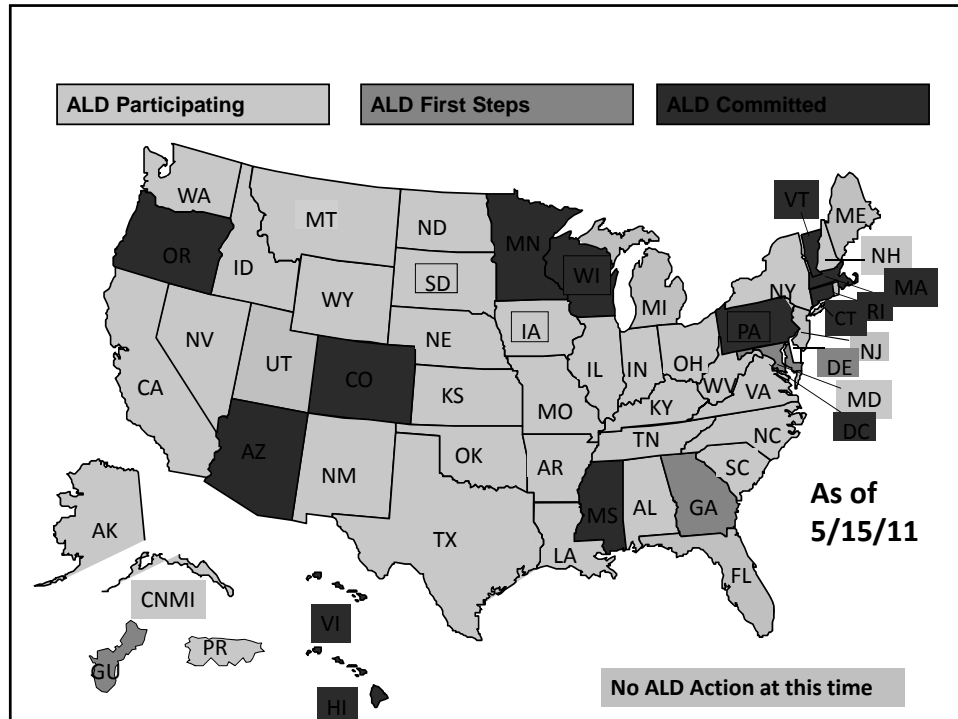 ALD Participating
ALD First Steps
ALD Committed
WA
MT
ND
MN
VT
ME
OR
ID
SD
WI
NH
WY
MI
NY
MA
NV
NE
IA
PA
CT
RI
UT
IL
IN
OH
NJ
CA
CO
KS
MO
WV
VA
DE
KY
MD
AZ
OK
TN
NC
DC
NM
AR
SC
MS
AL
GA
As of
5/15/11
AK
TX
LA
FL
CNMI
VI
GU
PR
HI
No ALD Action at this time